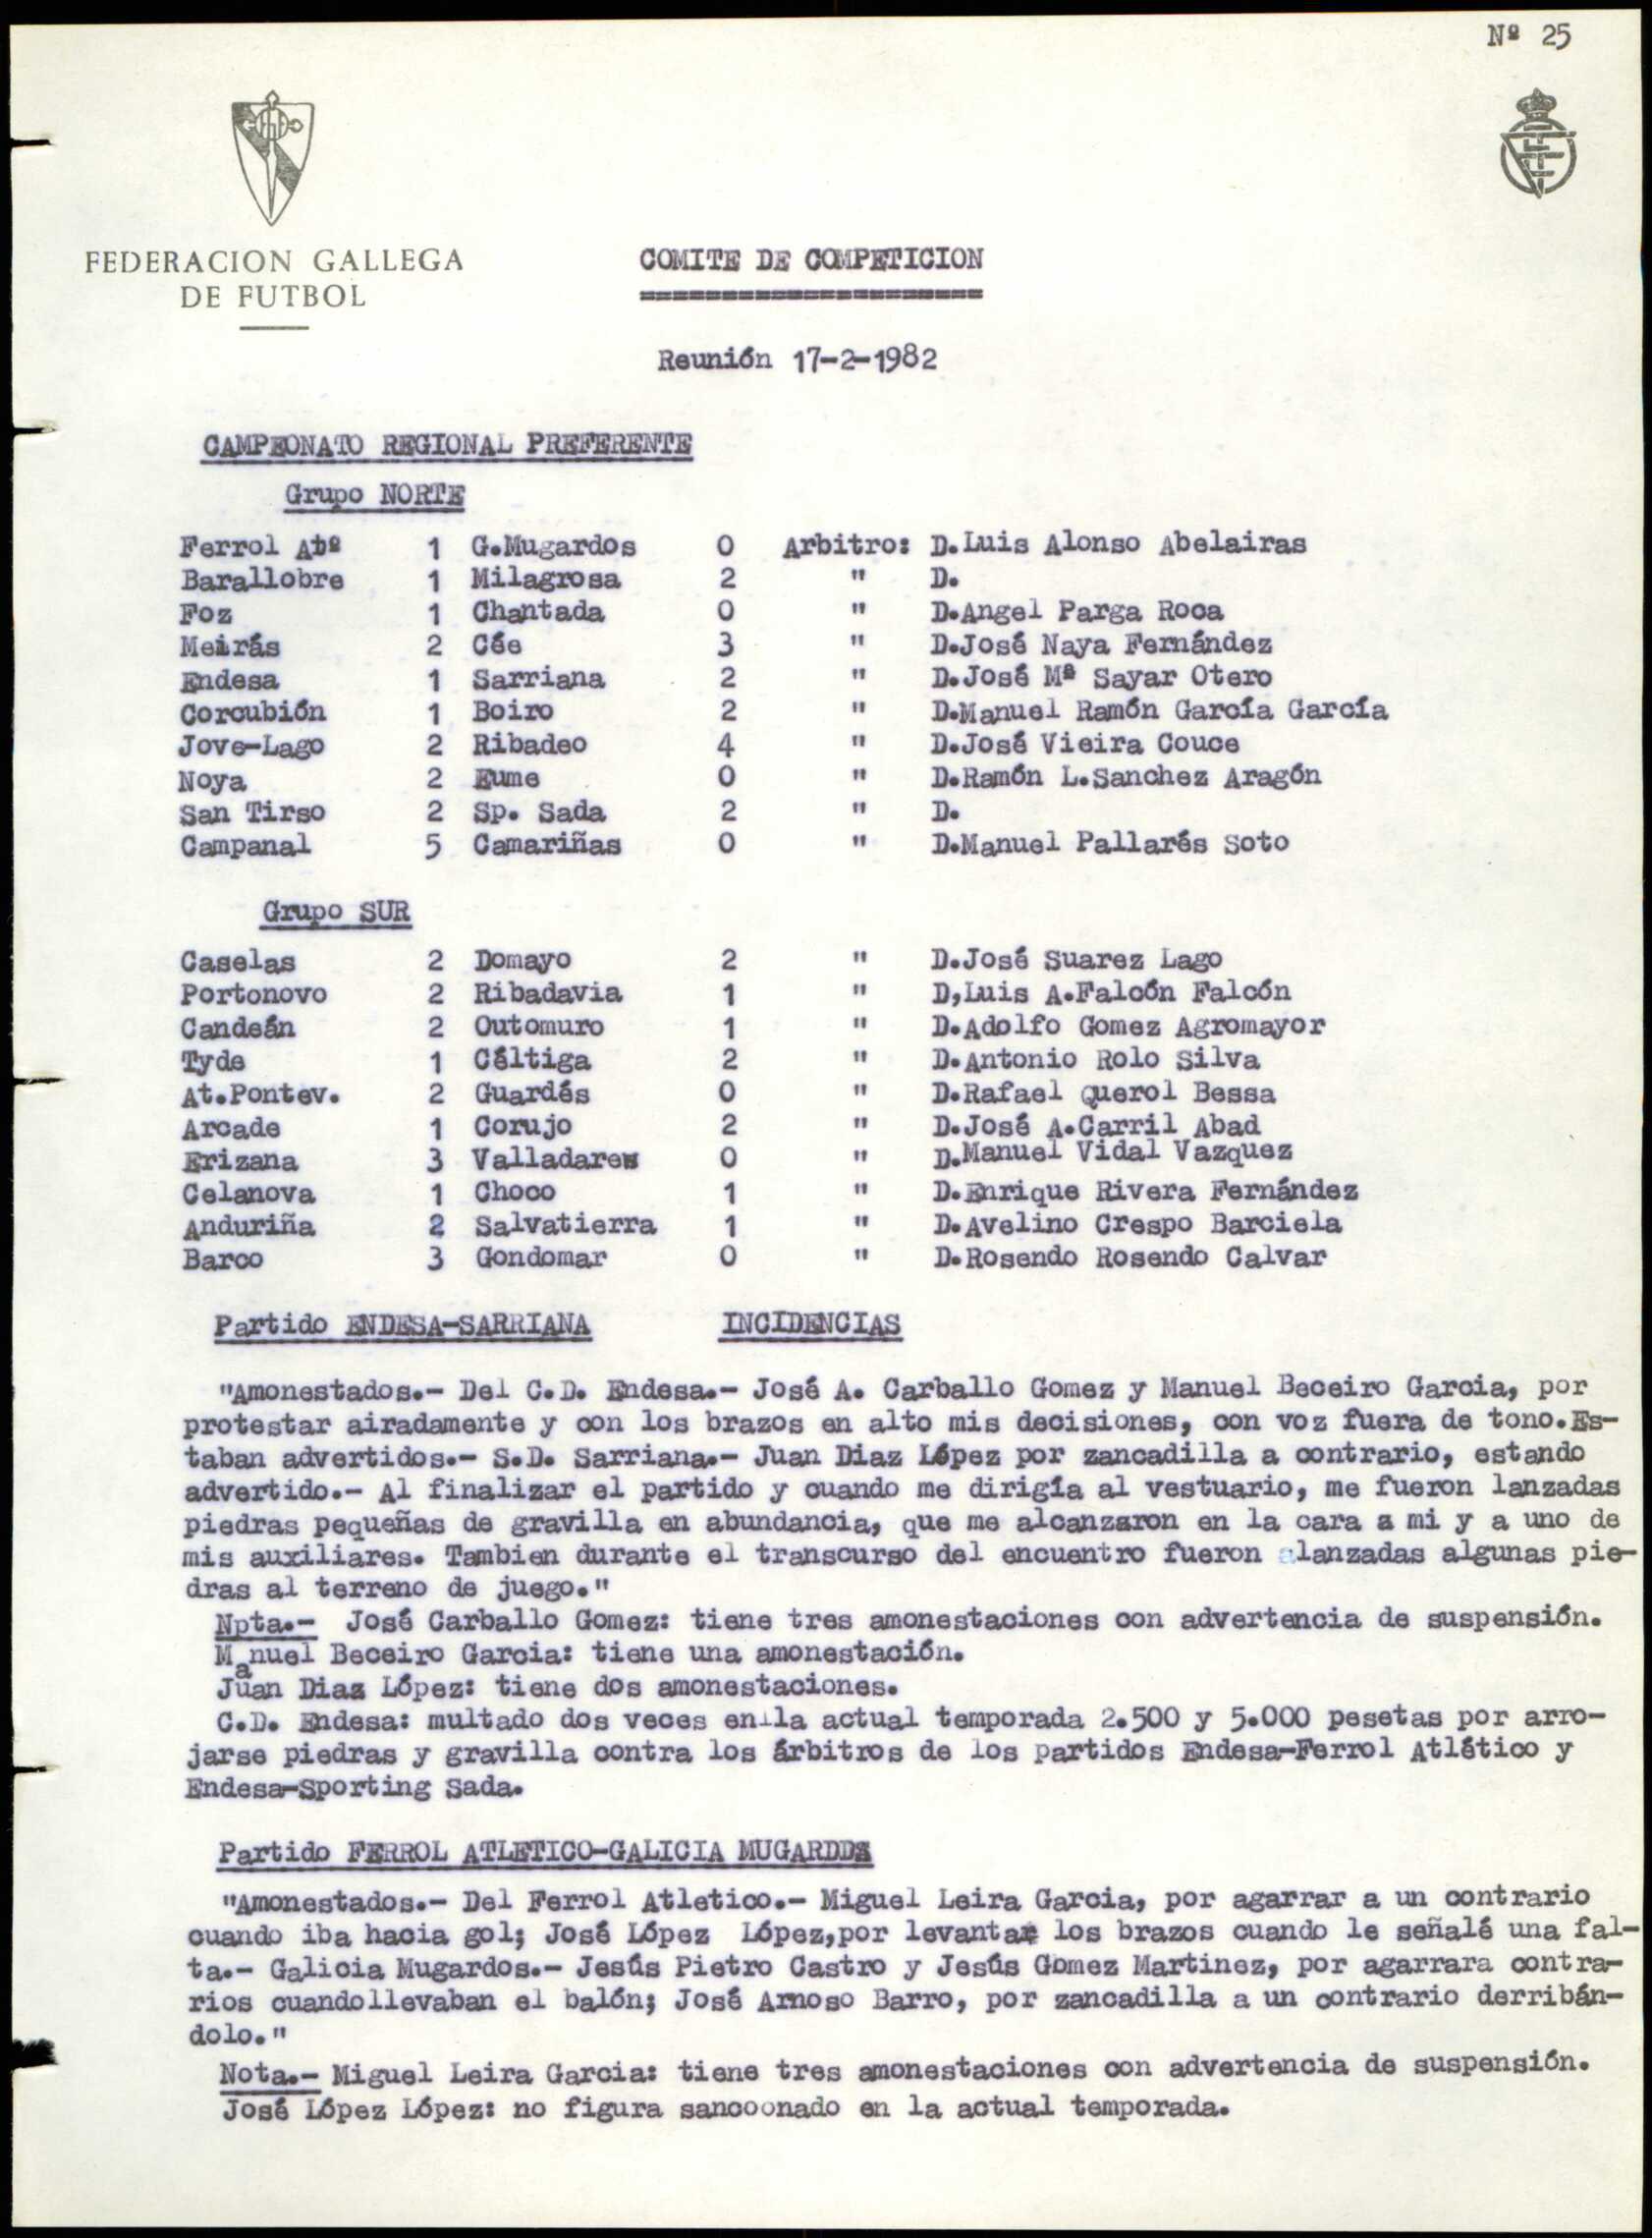 Nº 25
FEDERACION GALLEGA
DE FUTBOL
COMITE DE COMPETICION
=====================
Reunión 17-2-1982
CAMPEONATO REGIONAL PREFERENTE
Grupo NORTE
Ferrol Atº 1 G.Mugardos 0 Arbitro: D.Luis Alonso Abelairas
Barallobre 1 Milagrosa 2 " D.
Foz 1 Chantada 0 " D.Angel Parga Roca
Meirás 2 Cée 3 " D.José Naya Fernández
Endesa 1 Sarriana 2 " D.José Mª Sayar Otero
Corcubión 1 Boiro 2 " D.Manuel Ramón García García
Jove-Lago 2 Ribadeo 4 " D.José Vieira Couce
Noya 2 Eume 0 " D.Ramón L.Sanchez Aragón
San Tirso 2 Sp. Sada 2 " D.
Campanal 5 Camariñas 0 " D.Manuel Pallarés Soto
Grupo SUR
Caselas 2 Domayo 2 " D.José Suarez Lago
Portonovo 2 Ribadavia 1 " D,Luis A.Falcón Falcón
Candeán 2 Outomuro 1 " D.Adolfo Gomez Agromayor
Tyde 1 Céltiga 2 " D.Antonio Rolo Silva
At.Pontev. 2 Guardés 0 " D.Rafael Querol Bessa
Arcade 1 Corujo 2 " D.José A.Carril Abad
Erizana 3 Valladares 0 " D.Manuel Vidal Vazquez
Celanova 1 Choco 1 " D.Enrique Rivera Fernández
Anduriña 2 Salvatierra 1 " D.Avelino Crespo Barciela
Barco 3 Gondomar 0 " D.Rosendo Rosendo Calvar
Partido ENDESA-SARRIANA INCIDENCIAS
"Amonestados.- Del C.D. Endesa.- José A. Carballo Gomez y Manuel Beceiro Garcia, por
protestar airadamente y con los brazos en alto mis decisiones, con voz fuera de tono.Es-
taban advertidos.- S.D. Sarriana.- Juan Diaz López por zancadilla a contrario, estando
advertido.- Al finalizar el partido y cuando me dirigía al vestuario, me fueron lanzadas
piedras pequeñas de gravilla en abundancia, que me alcanzaron en la cara a mi y a uno de
mis auxiliares. Tambien durante el transcurso del encuentro fueron alanzadas algunas pie-
dras al terreno de juego."
Npta.- José Carballo Gomez: tiene tres amonestaciones con advertencia de suspensión.
Manuel Beceiro Garcia: tiene una amonestación.
Juan Diaz López: tiene dos amonestaciones.
C.D. Endesa: multado dos veces en la actual temporada 2.500 y 5.000 pesetas por arro-
jarse piedras y gravilla contra los árbitros de los partidos Endesa-Ferrol Atlético y
Endesa-Sporting Sada.
Partido FERROL ATLETICO-GALICIA MUGARDDS
"Amonestados.- Del Ferrol Atletico.- Miguel Leira Garcia, por agarrar a un contrario
cuando iba hacia gol; José López López,por levantar los brazos cuando le señalé una fal-
ta.- Galicia Mugardos.- Jesús Pietro Castro y Jesús Gomez Martinez, por agarrara contra-
rios cuandollevaban el balón; José Arnoso Barro, por zancadilla a un contrario derribán-
dolo."
Nota.- Miguel Leira Garcia: tiene tres amonestaciones con advertencia de suspensión.
José López López: no figura sancoonado en la actual temporada.